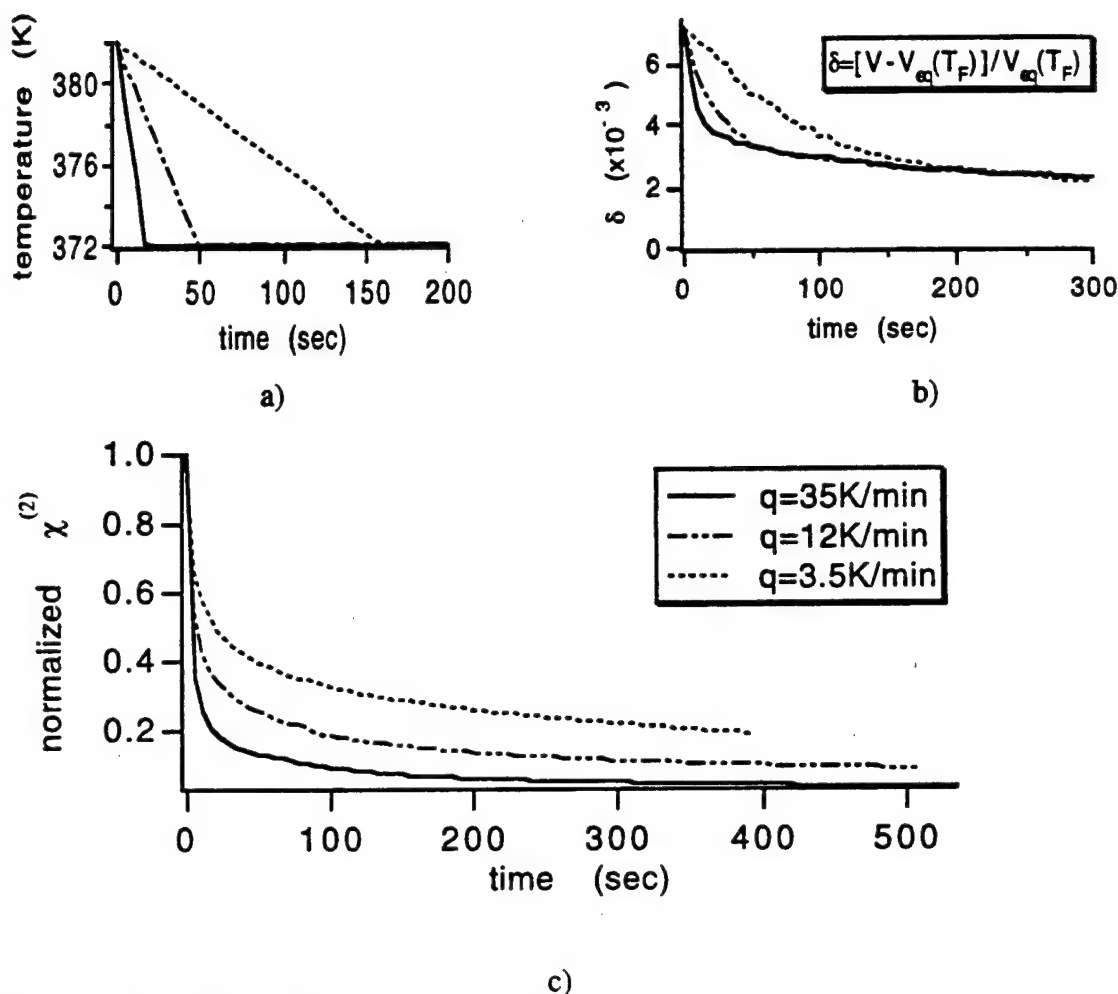 temperature (K)
380
376
372
0 50 100 150 200
time (sec)
a)
δ (x10⁻³)
6
4
2
0
δ=[V-V_eq(T_F)]/V_eq(T_F)
0 100 200 300
time (sec)
b)
normalized χ⁽²⁾
1.0
0.8
0.6
0.4
0.2
q=35K/min
q=12K/min
q=3.5K/min
0 100 200 300 400 500
time (sec)
c)